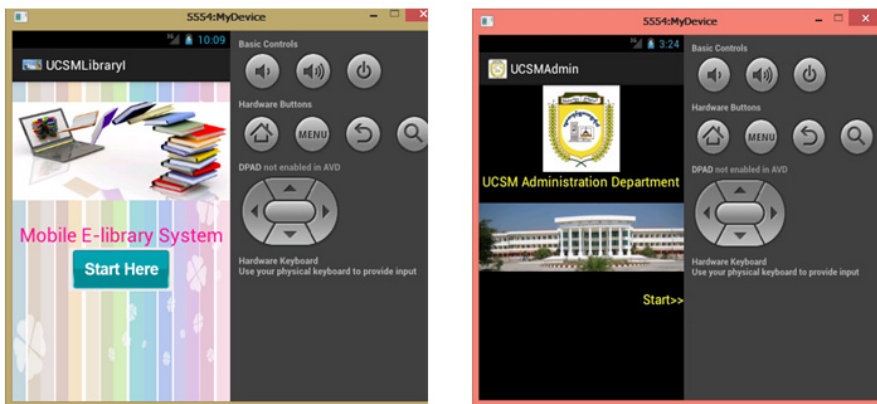 5554:MyDevice
3G 10:09
UCSMLibraryI
Mobile E-library System
Start Here
Basic Controls
Hardware Buttons
MENU
DPAD not enabled in AVD
Hardware Keyboard
Use your physical keyboard to provide input
5554:MyDevice
3G 3:24
UCSMAdmin
UCSM Administration Department
Start>>
Basic Controls
Hardware Buttons
MENU
DPAD not enabled in AVD
Hardware Keyboard
Use your physical keyboard to provide input